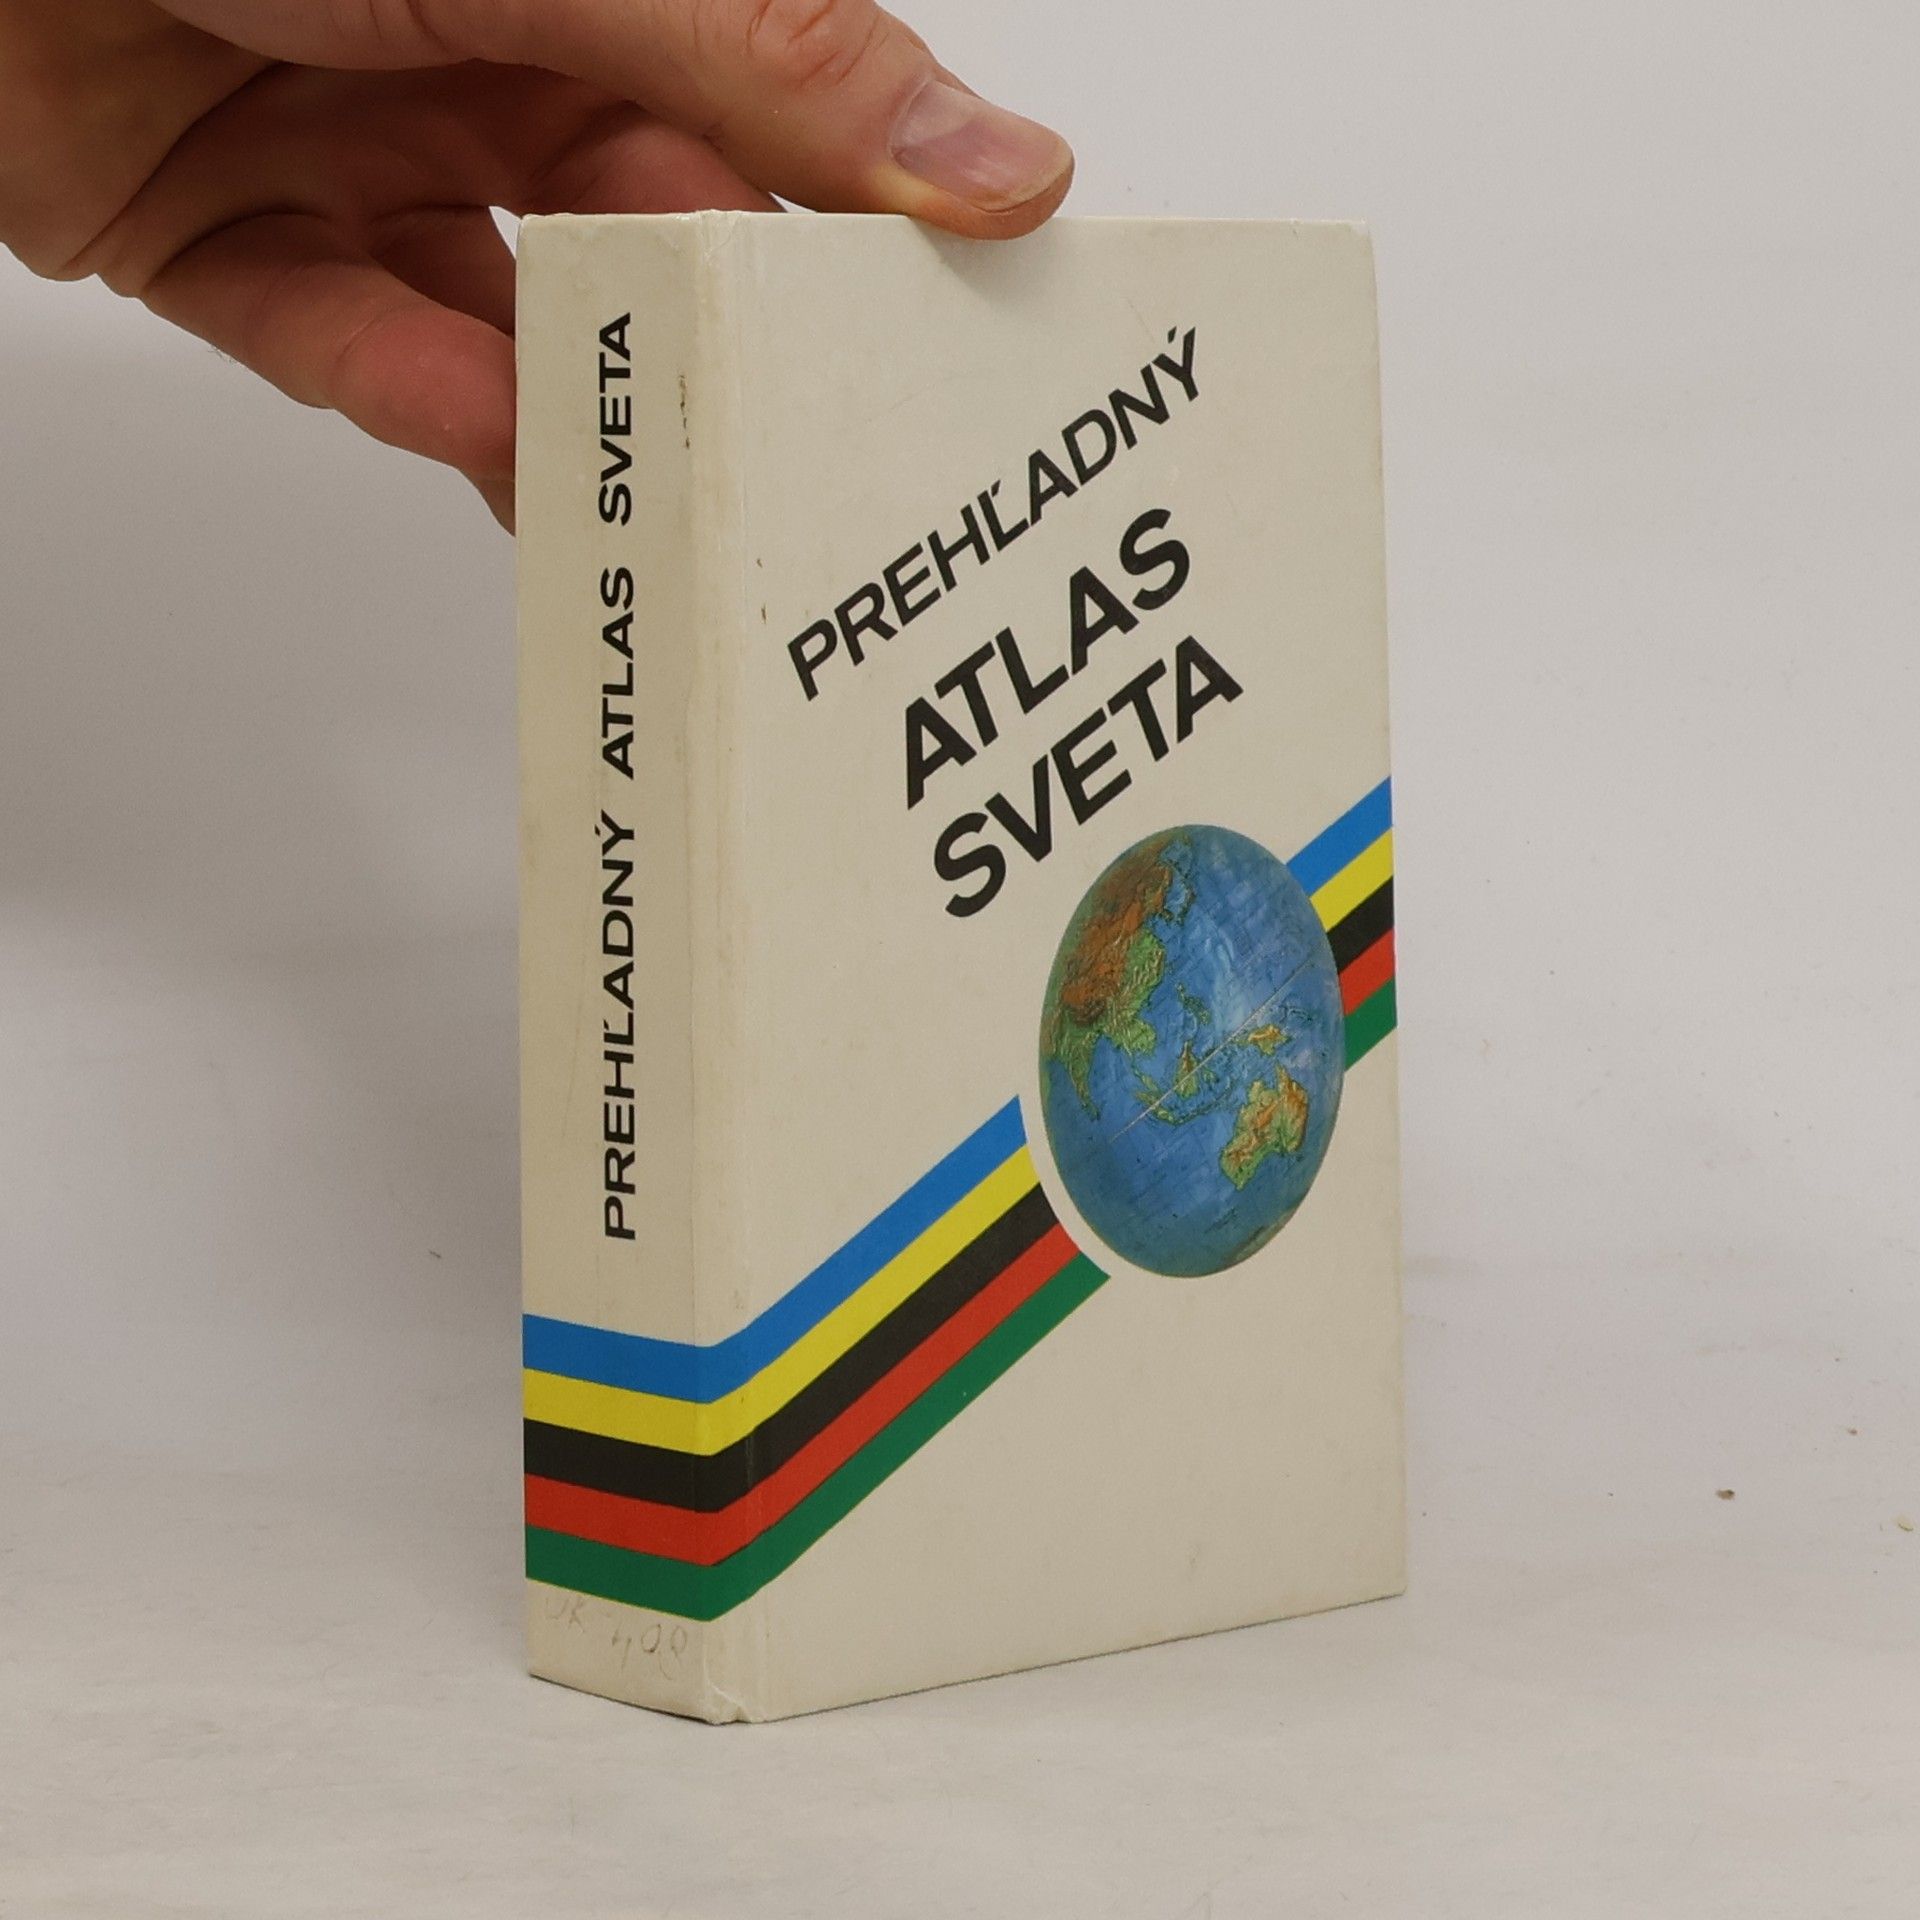 PREHĽADNÝ ATLAS SVETA
PREHĽADNÝ
ATLAS
SVETA